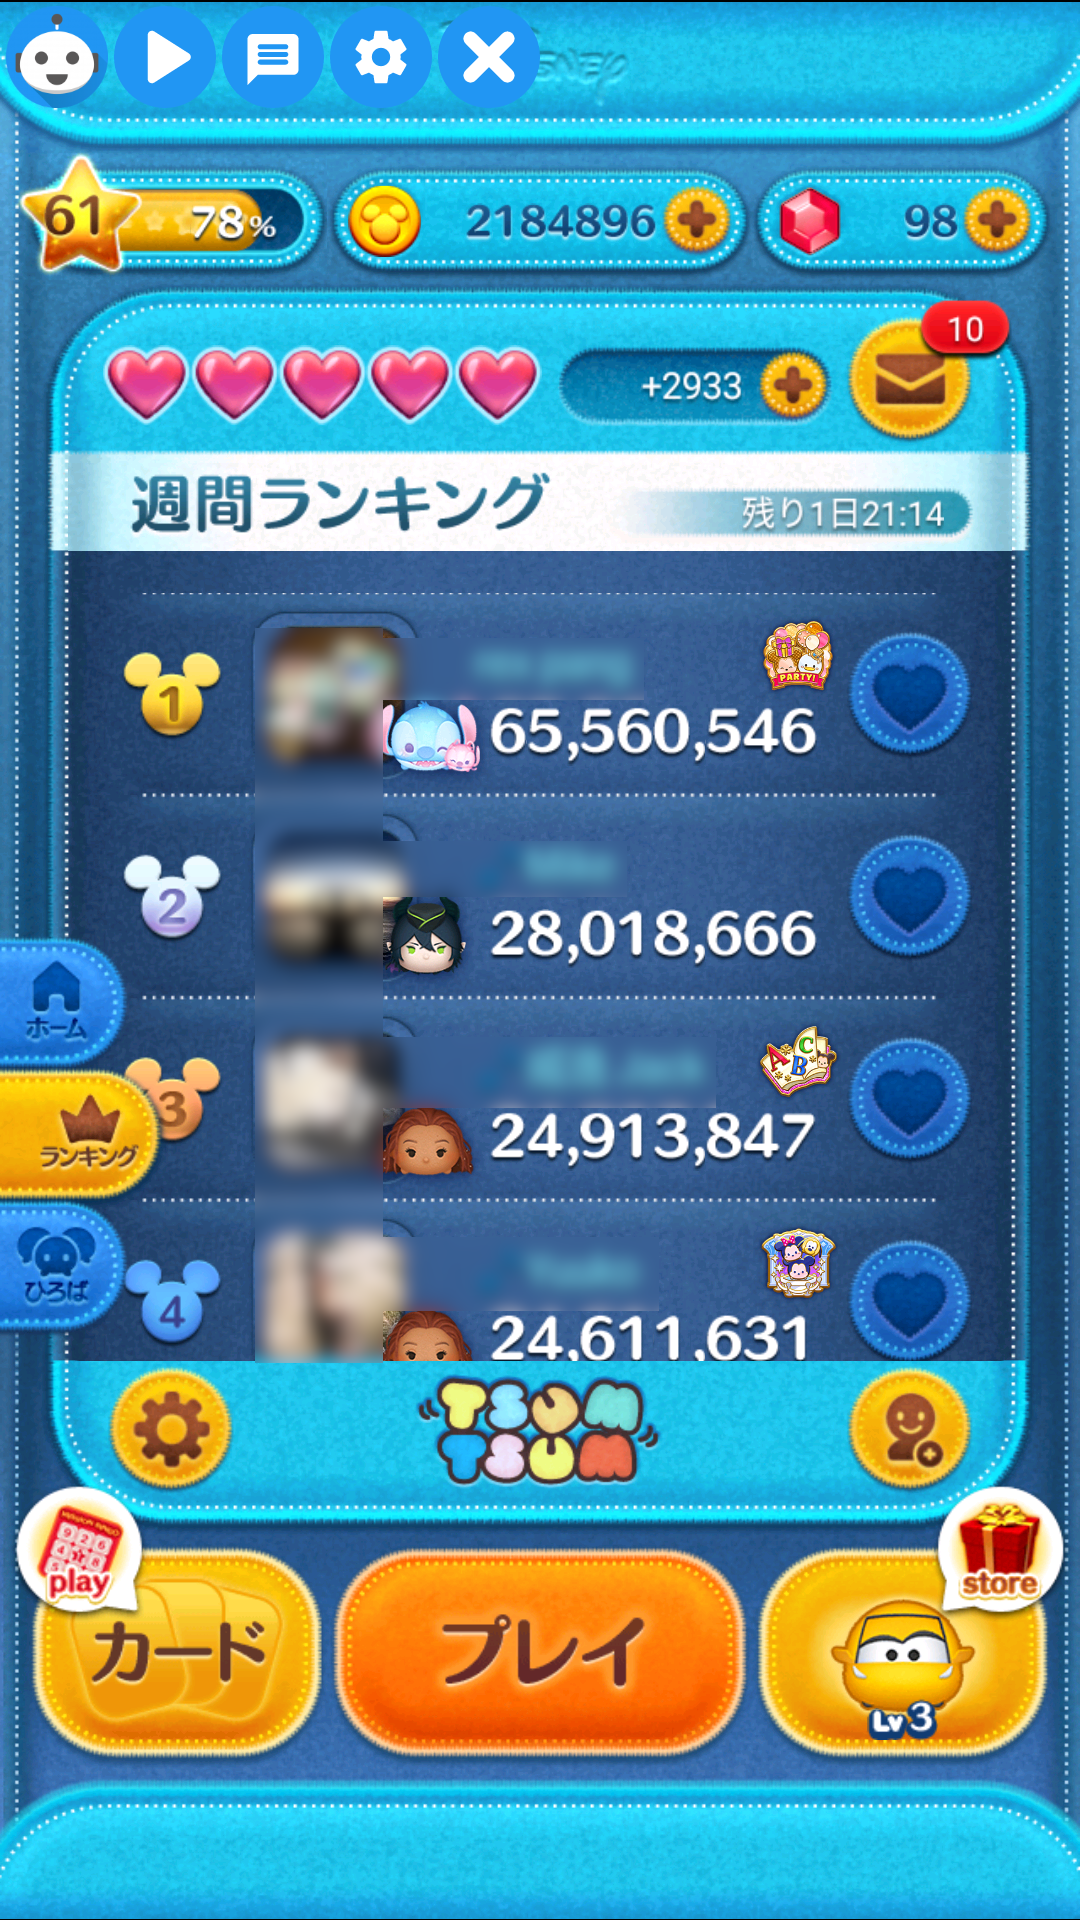 DISNEY
61
78%
2184896
98
+2933
10
週間ランキング
残り1日21:14
1
PARTY!
65,560,546
2
28,018,666
ホーム
3
A B C
24,913,847
ランキング
ひろば
4
24,611,631
TSUM
TSUM
play
カード
プレイ
store
Lv3